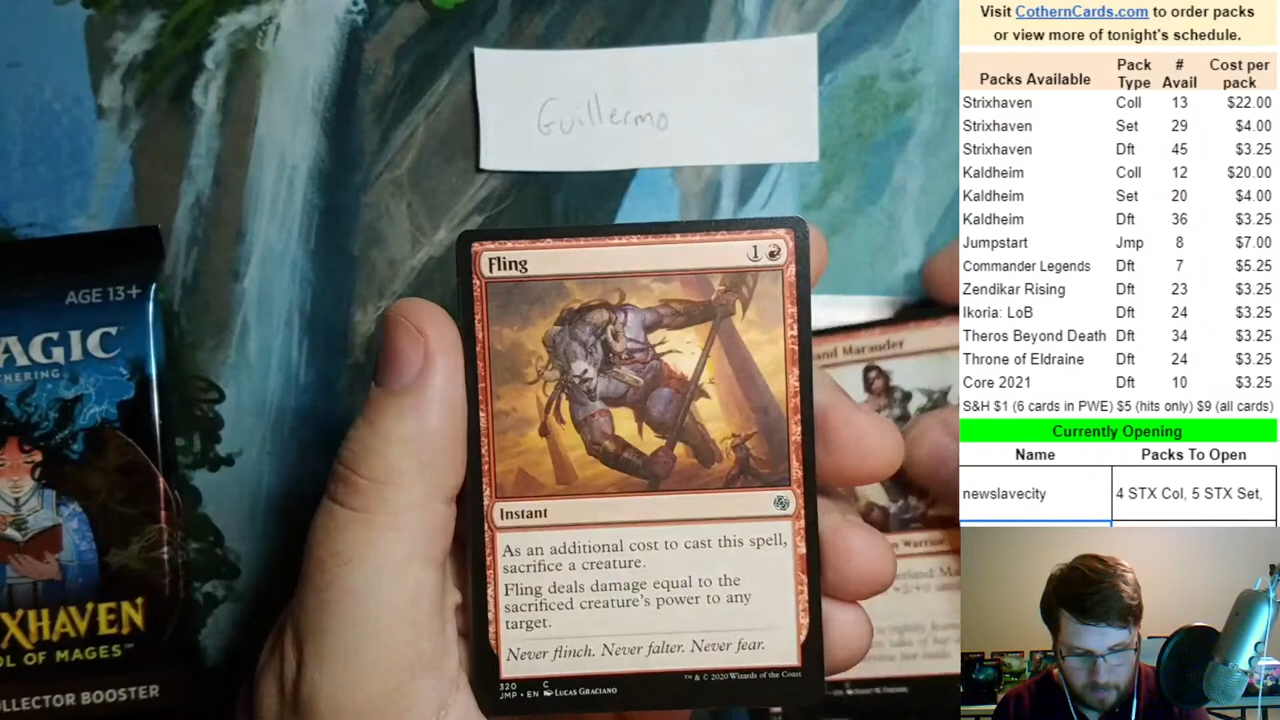 Guillermo
AGE 13+
AGIC
HERING
XHAVEN
OL OF MAGES™
OLLECTOR BOOSTER
Fling
1
Instant
As an additional cost to cast this spell,
sacrifice a creature.
Fling deals damage equal to the
sacrificed creature's power to any
target.
Never flinch. Never falter. Never fear.
320 C
JMP • EN Lucas Graciano
™ & © 2020 Wizards of the Coast
and Marauder
Warrior
Visit CothernCards.com to order packs
or view more of tonight's schedule.
Packs Available Pack Type # Avail Cost per pack
Strixhaven Coll 13 $22.00
Strixhaven Set 29 $4.00
Strixhaven Dft 45 $3.25
Kaldheim Coll 12 $20.00
Kaldheim Set 20 $4.00
Kaldheim Dft 36 $3.25
Jumpstart Jmp 8 $7.00
Commander Legends Dft 7 $5.25
Zendikar Rising Dft 23 $3.25
Ikoria: LoB Dft 24 $3.25
Theros Beyond Death Dft 34 $3.25
Throne of Eldraine Dft 24 $3.25
Core 2021 Dft 10 $3.25
S&H $1 (6 cards in PWE) $5 (hits only) $9 (all cards)
Currently Opening
Name Packs To Open
newslavecity 4 STX Col, 5 STX Set,